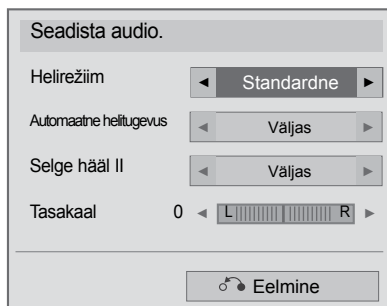 Seadista audio.
Helirežiim ◄ Standardne ►
Automaatne helitugevus ◄ Väljas ►
Selge hääl II ◄ Väljas ►
Tasakaal 0 ◄ L R ►
Eelmine